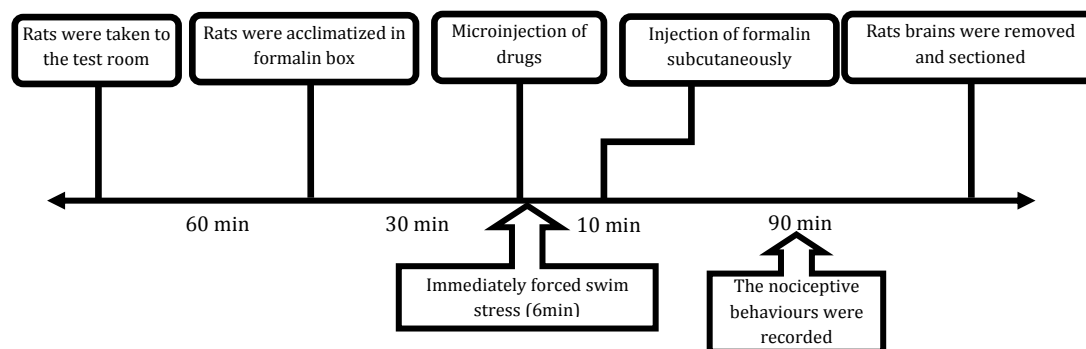 Rats were taken to
the test room
Rats were acclimatized in
formalin box
Microinjection of
drugs
Injection of formalin
subcutaneously
Rats brains were removed
and sectioned
60 min
30 min
10 min
90 min
Immediately forced swim
stress (6min)
The nociceptive
behaviours were
recorded